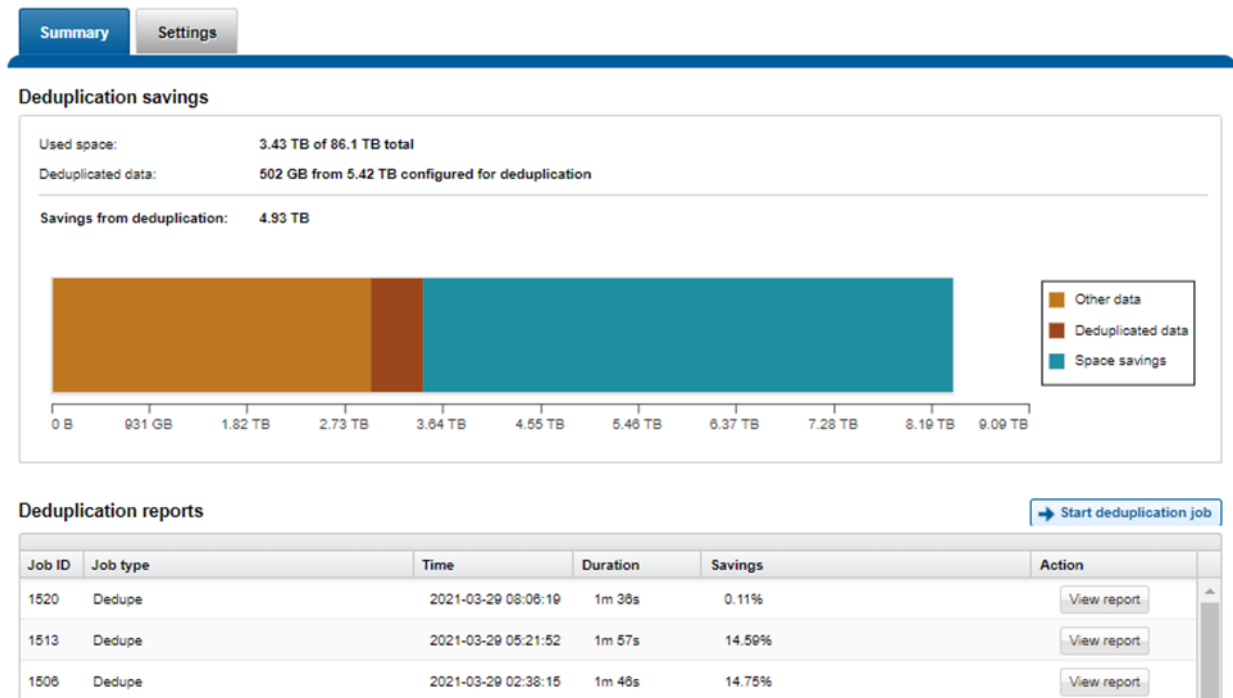 Summary Settings
Deduplication savings
Used space: 3.43 TB of 86.1 TB total
Deduplicated data: 502 GB from 5.42 TB configured for deduplication
Savings from deduplication: 4.93 TB
Other data
Deduplicated data
Space savings
0 B 931 GB 1.82 TB 2.73 TB 3.64 TB 4.55 TB 5.46 TB 6.37 TB 7.28 TB 8.19 TB 9.09 TB
Deduplication reports Start deduplication job
Job ID Job type Time Duration Savings Action
1520 Dedupe 2021-03-29 08:06:19 1m 36s 0.11% View report
1513 Dedupe 2021-03-29 05:21:52 1m 57s 14.59% View report
1506 Dedupe 2021-03-29 02:38:15 1m 46s 14.75% View report